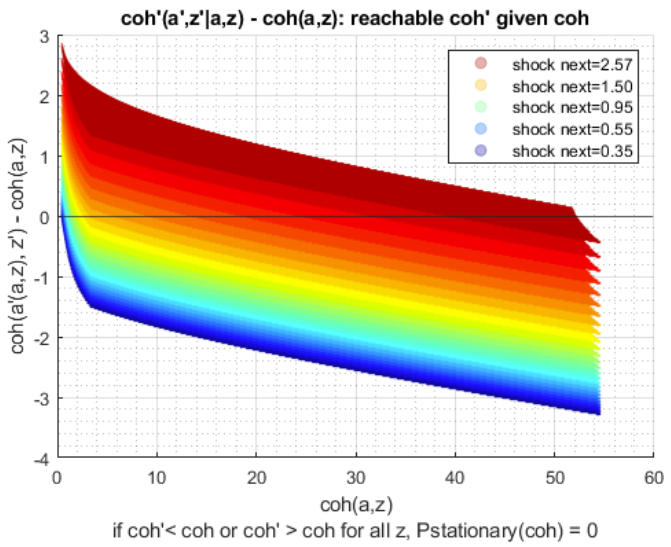 coh'(a',z'|a,z) - coh(a,z): reachable coh' given coh
3
2
1
0
-1
-2
-3
-4
coh(a'(a,z), z') - coh(a,z)
shock next=2.57
shock next=1.50
shock next=0.95
shock next=0.55
shock next=0.35
0 10 20 30 40 50 60
coh(a,z)
if coh'< coh or coh' > coh for all z, Pstationary(coh) = 0